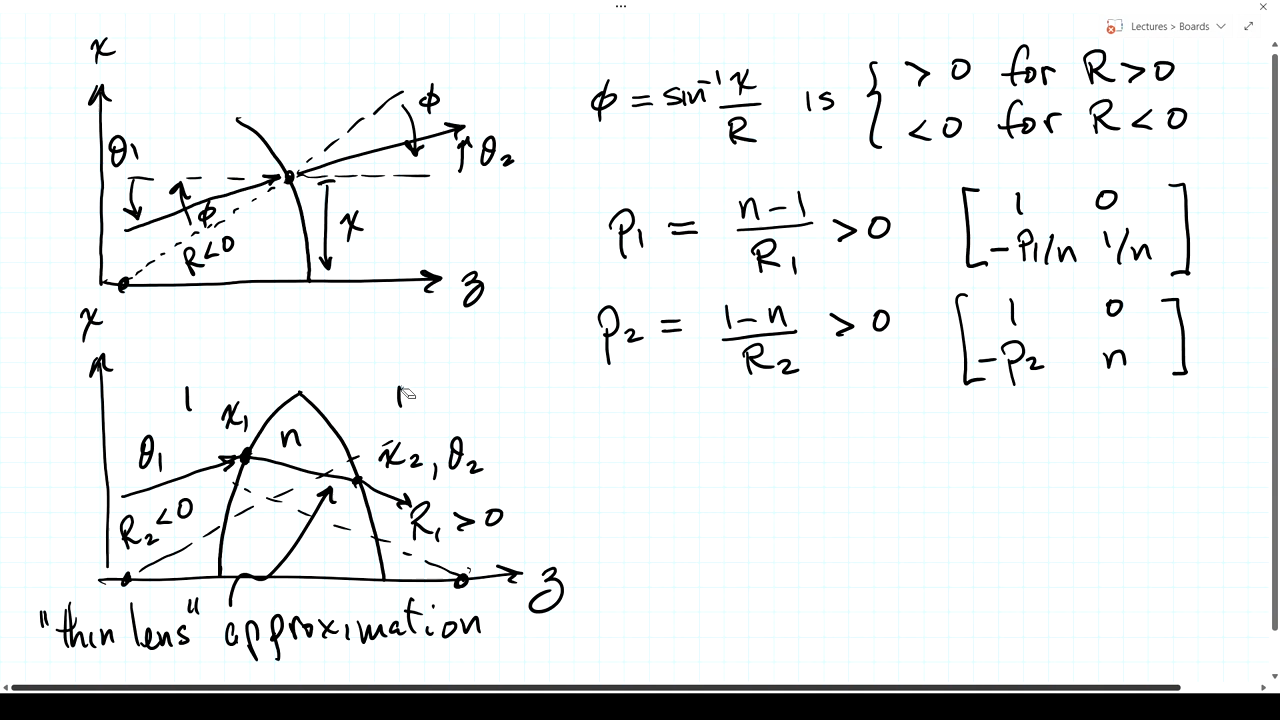 Lectures > Boards
x
θ1
ϕ
θ2
ϕ
R<0
x
z
ϕ = sin⁻¹ x/R is { > 0 for R > 0
< 0 for R < 0
p1 = (n-1)/R1 > 0 [1 0
-p1/n 1/n]
p2 = (1-n)/R2 > 0 [1 0
-p2 n]
x
1
x1
n
θ1
x2, θ2
R2 < 0
R1 > 0
z
"thin lens" approximation